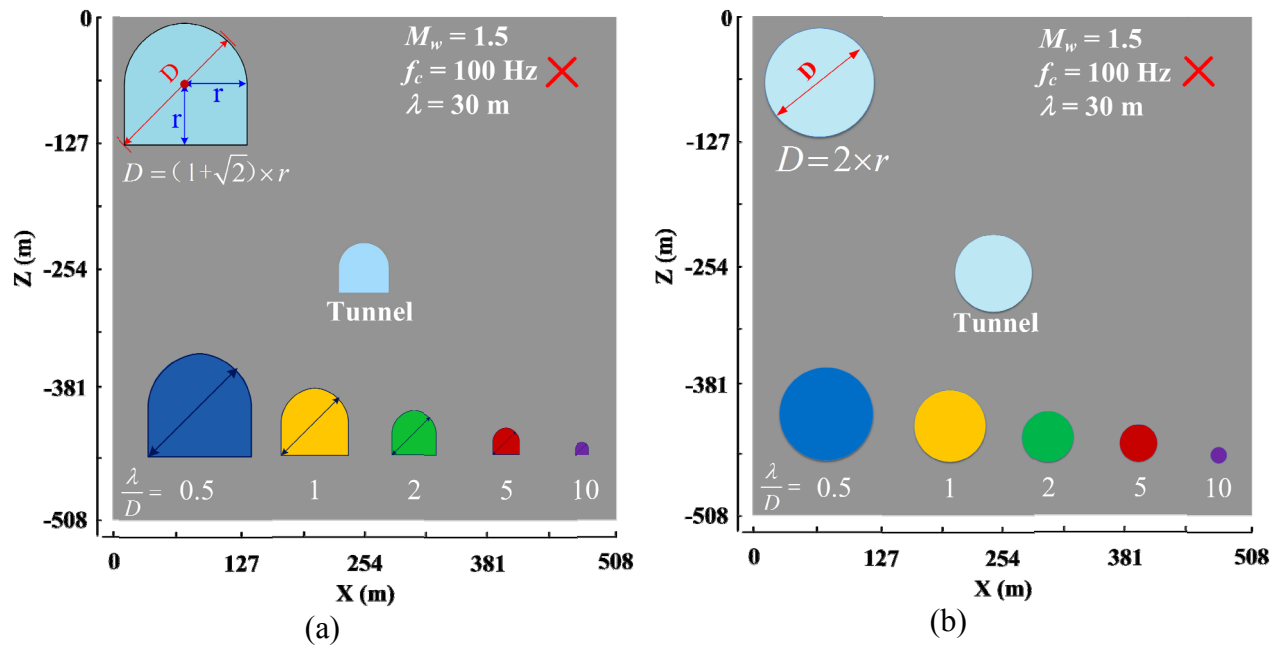 0
-127
-254
-381
-508
Z (m)
D
r
r
D = (1+√2)×r
M_w = 1.5
f_c = 100 Hz
λ = 30 m
Tunnel
λ/D = 0.5 1 2 5 10
0 127 254 381 508
X (m)
(a)
0
-127
-254
-381
-508
Z (m)
D
D = 2×r
M_w = 1.5
f_c = 100 Hz
λ = 30 m
Tunnel
λ/D = 0.5 1 2 5 10
0 127 254 381 508
X (m)
(b)